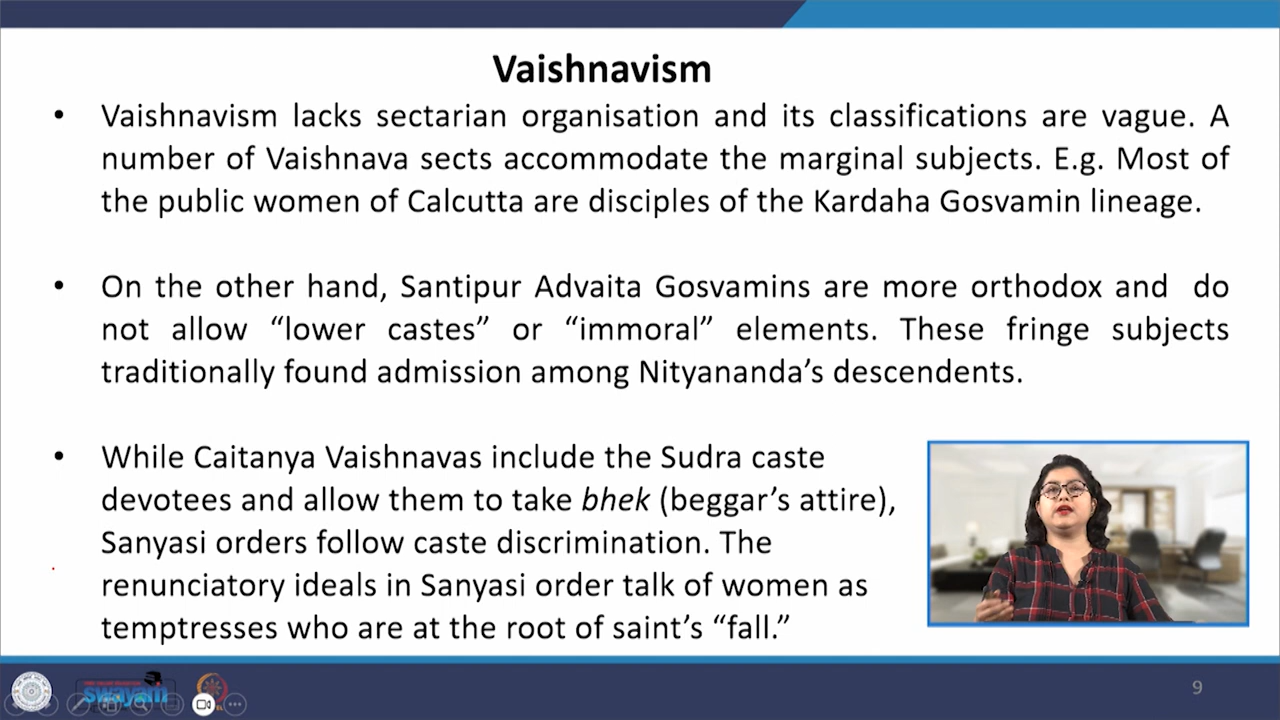 Vaishnavism
• Vaishnavism lacks sectarian organisation and its classifications are vague. A
number of Vaishnava sects accommodate the marginal subjects. E.g. Most of
the public women of Calcutta are disciples of the Kardaha Gosvamin lineage.
• On the other hand, Santipur Advaita Gosvamins are more orthodox and do
not allow “lower castes” or “immoral” elements. These fringe subjects
traditionally found admission among Nityananda’s descendents.
• While Caitanya Vaishnavas include the Sudra caste
devotees and allow them to take bhek (beggar’s attire),
Sanyasi orders follow caste discrimination. The
renunciatory ideals in Sanyasi order talk of women as
temptresses who are at the root of saint’s “fall.”
swayam
9